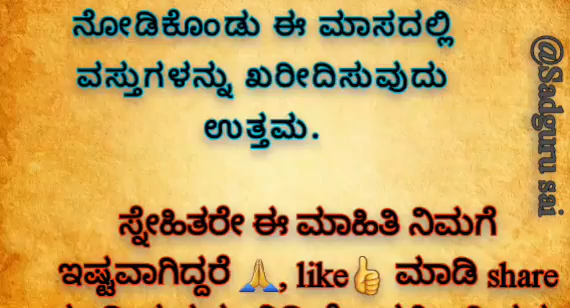 ನೋಡಿಕೊಂಡು ಈ ಮಾಸದಲ್ಲಿ
ವಸ್ತುಗಳನ್ನು ಖರೀದಿಸುವುದು
ಉತ್ತಮ.
@Sadguru sai
ಸ್ನೇಹಿತರೇ ಈ ಮಾಹಿತಿ ನಿಮಗೆ
ಇಷ್ಟವಾಗಿದ್ದರೆ 🙏, like👍 ಮಾಡಿ share